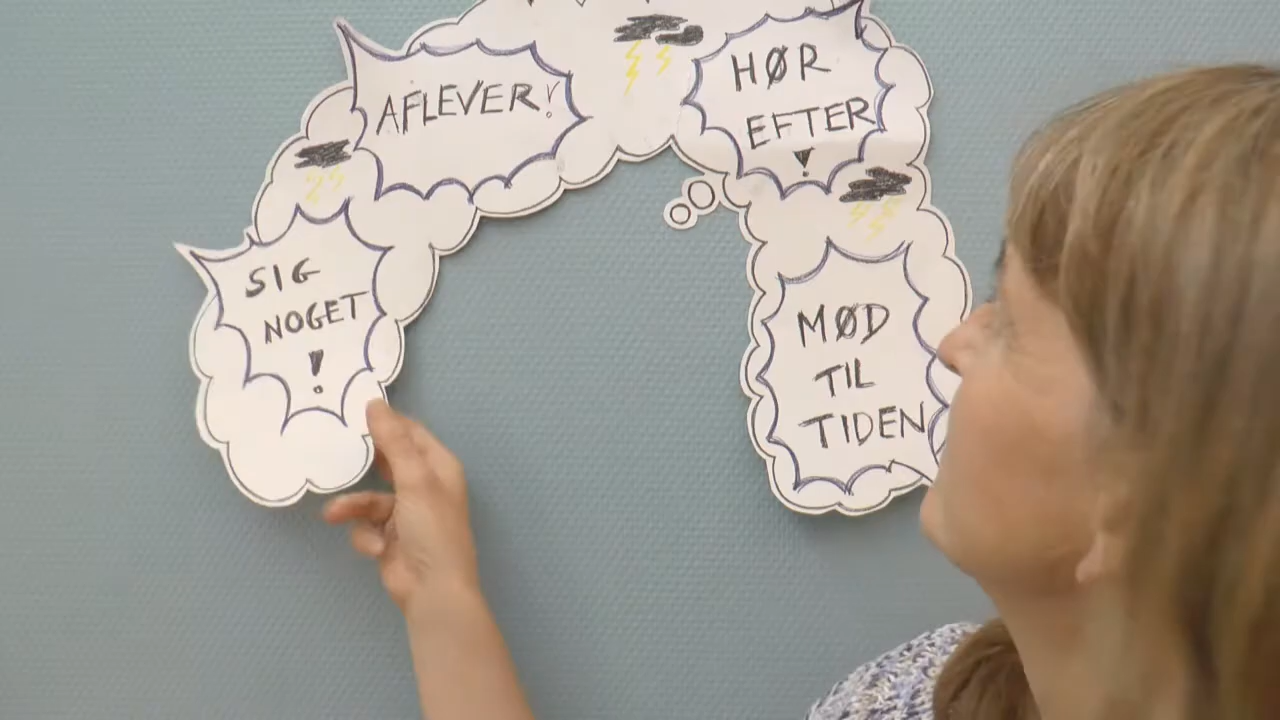 AFLEVER!
HØR
EFTER
!
SIG
NOGET
!
MØD
TIL
TIDEN